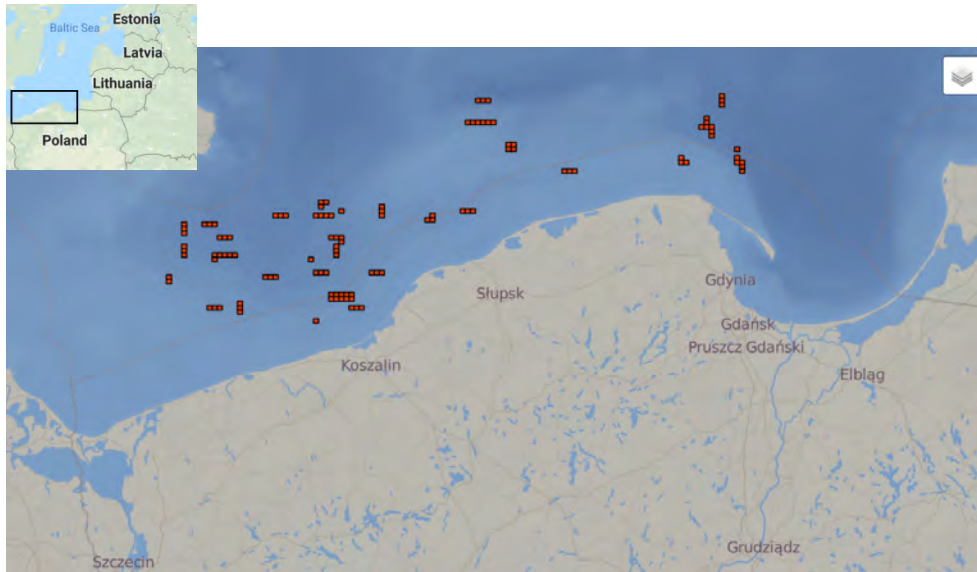 Baltic Sea
Estonia
Latvia
Lithuania
Poland
Słupsk
Gdynia
Gdańsk
Pruszcz Gdański
Koszalin
Elbląg
Grudziądz
Szczecin